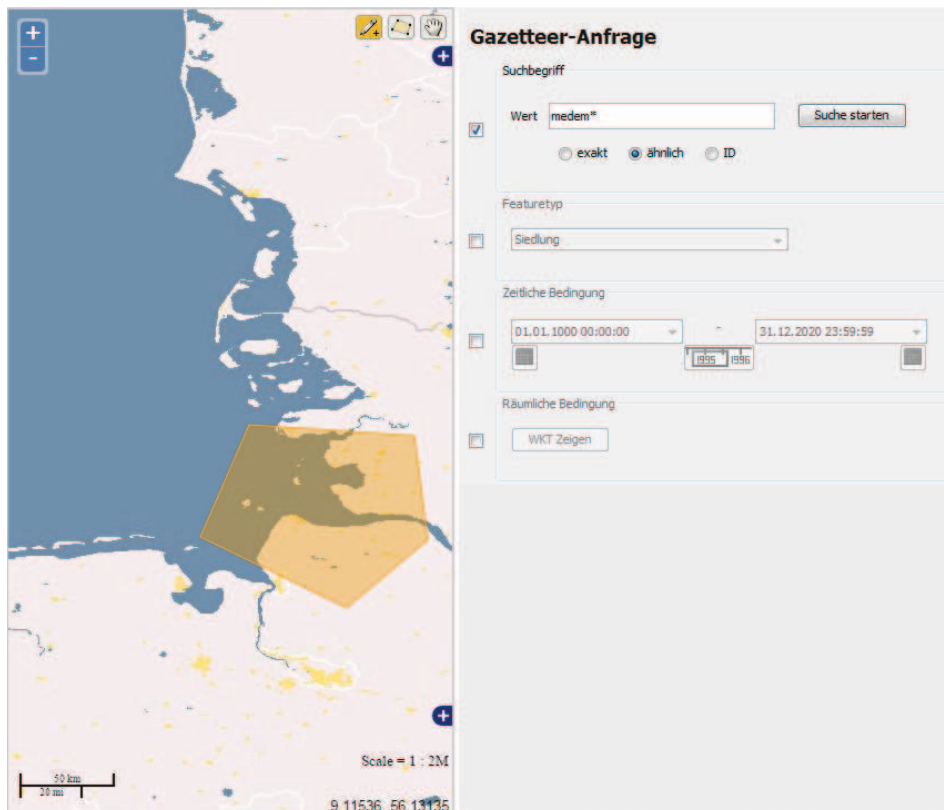 +
-
+
Gazetteer-Anfrage
Suchbegriff
Wert medem* Suche starten
exakt ähnlich ID
Featuretyp
Siedlung
Zeitliche Bedingung
01.01.1000 00:00:00 - 31.12.2020 23:59:59
1995 1996
Räumliche Bedingung
WKT Zeigen
+
Scale = 1 : 2M
50 km
20 mi
9.11536, 56.13135